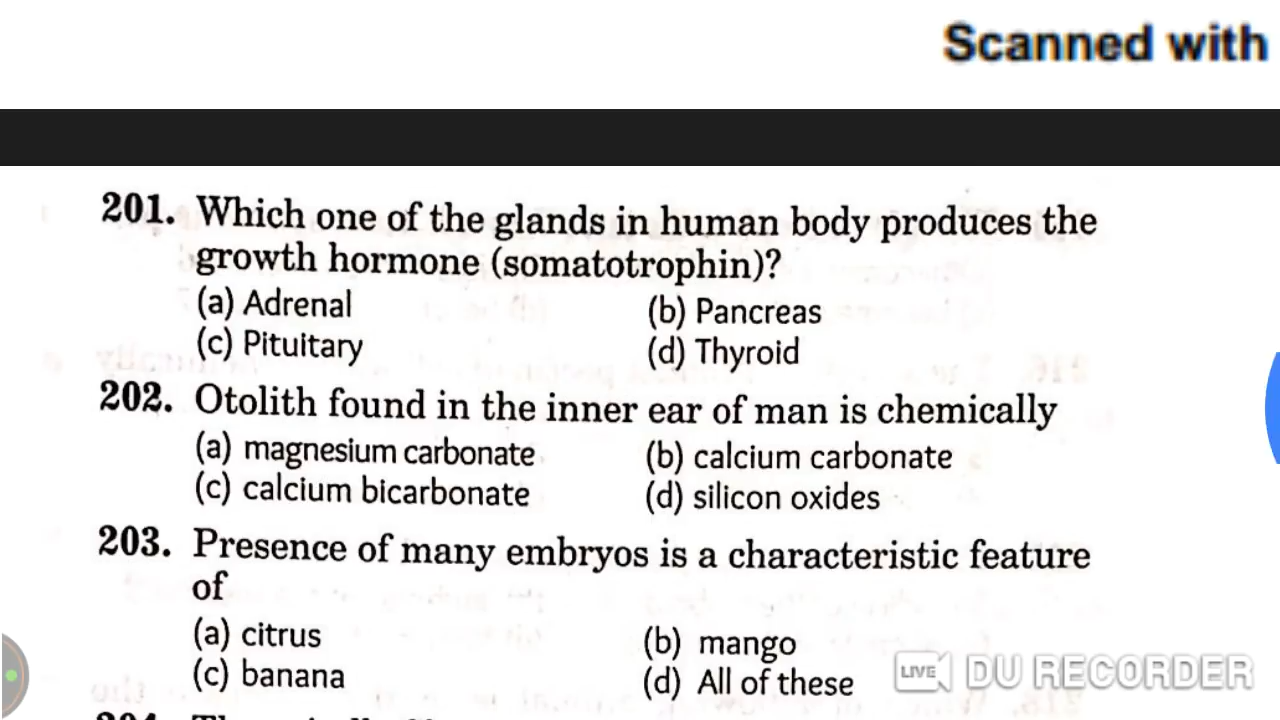 Scanned with
201. Which one of the glands in human body produces the
growth hormone (somatotrophin)?
(a) Adrenal (b) Pancreas
(c) Pituitary (d) Thyroid
202. Otolith found in the inner ear of man is chemically
(a) magnesium carbonate (b) calcium carbonate
(c) calcium bicarbonate (d) silicon oxides
203. Presence of many embryos is a characteristic feature
of
(a) citrus (b) mango
(c) banana (d) All of these
LIVE DU RECORDER